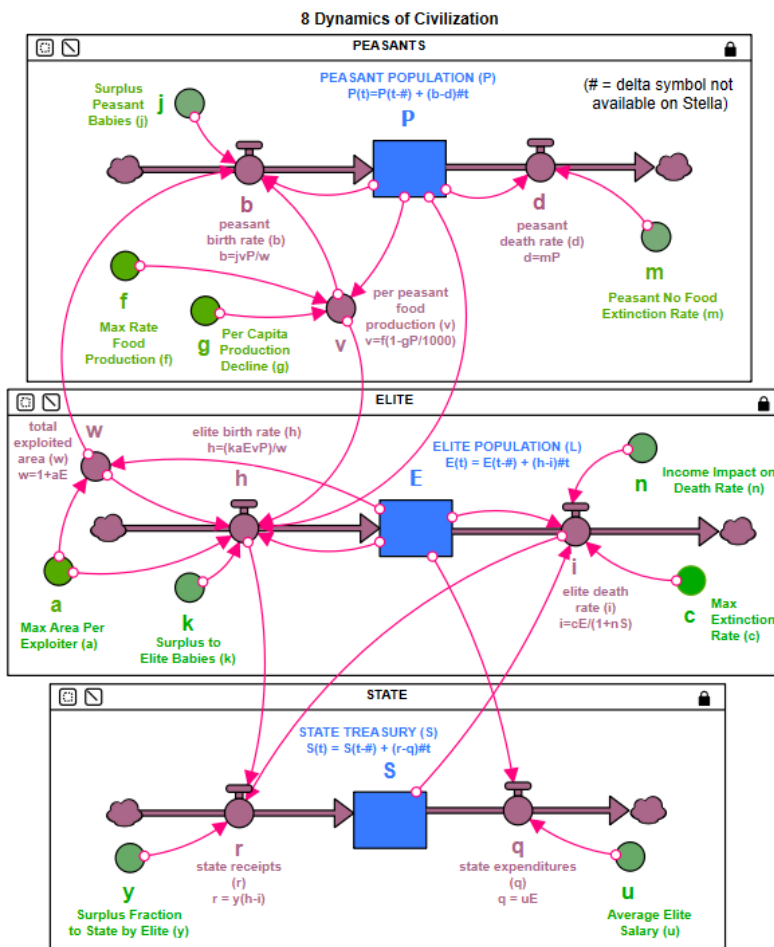 8 Dynamics of Civilization
PEASANTS
Surplus
Peasant
Babies (j)
j
PEASANT POPULATION (P)
P(t)=P(t-#) + (b-d)#t
P
(# = delta symbol not
available on Stella)
b
peasant
birth rate (b)
b=jvP/w
d
peasant
death rate (d)
d=mP
m
Peasant No Food
Extinction Rate (m)
f
Max Rate
Food
Production (f)
g
Per Capita
Production
Decline (g)
v
per peasant
food
production (v)
v=f(1-gP/1000)
ELITE
total
exploited
area (w)
w=1+aE
w
elite birth rate (h)
h=(kaEvP)/w
h
ELITE POPULATION (L)
E(t) = E(t-#) + (h-i)#t
E
n
Income Impact on
Death Rate (n)
a
Max Area Per
Exploiter (a)
k
Surplus to
Elite Babies (k)
i
elite death
rate (i)
i=cE/(1+nS)
c
Max
Extinction
Rate (c)
STATE
STATE TREASURY (S)
S(t) = S(t-#) + (r-q)#t
S
r
state receipts
(r)
r = y(h-i)
q
state expenditures
(q)
q = uE
y
Surplus Fraction
to State by Elite (y)
u
Average Elite
Salary (u)